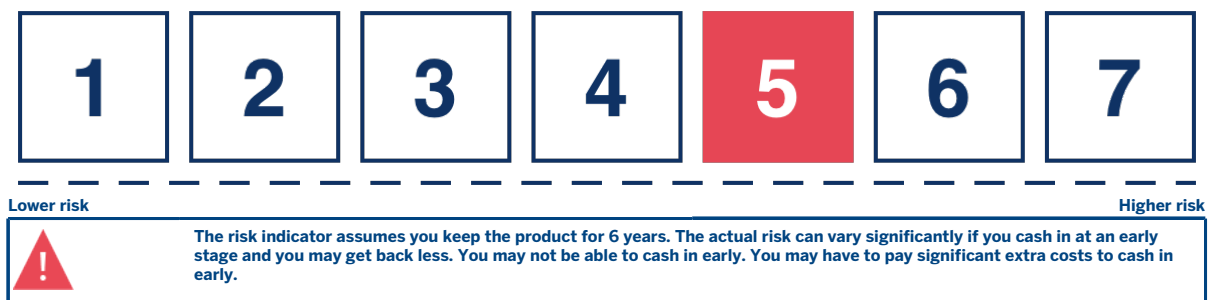 1 2 3 4 5 6 7
Lower risk Higher risk
!
The risk indicator assumes you keep the product for 6 years. The actual risk can vary significantly if you cash in at an early
stage and you may get back less. You may not be able to cash in early. You may have to pay significant extra costs to cash in
early.